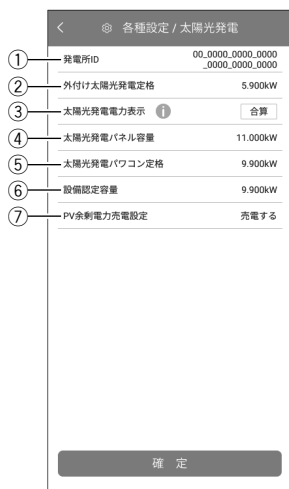 各種設定 / 太陽光発電
① 発電所ID 00_0000_0000_0000
_0000_0000_0000
② 外付け太陽光発電定格 5.900kW
③ 太陽光発電電力表示 i 合算
④ 太陽光発電パネル容量 11.000kW
⑤ 太陽光発電パワコン定格 9.900kW
⑥ 設備認定容量 9.900kW
⑦ PV余剰電力売電設定 売電する
確 定